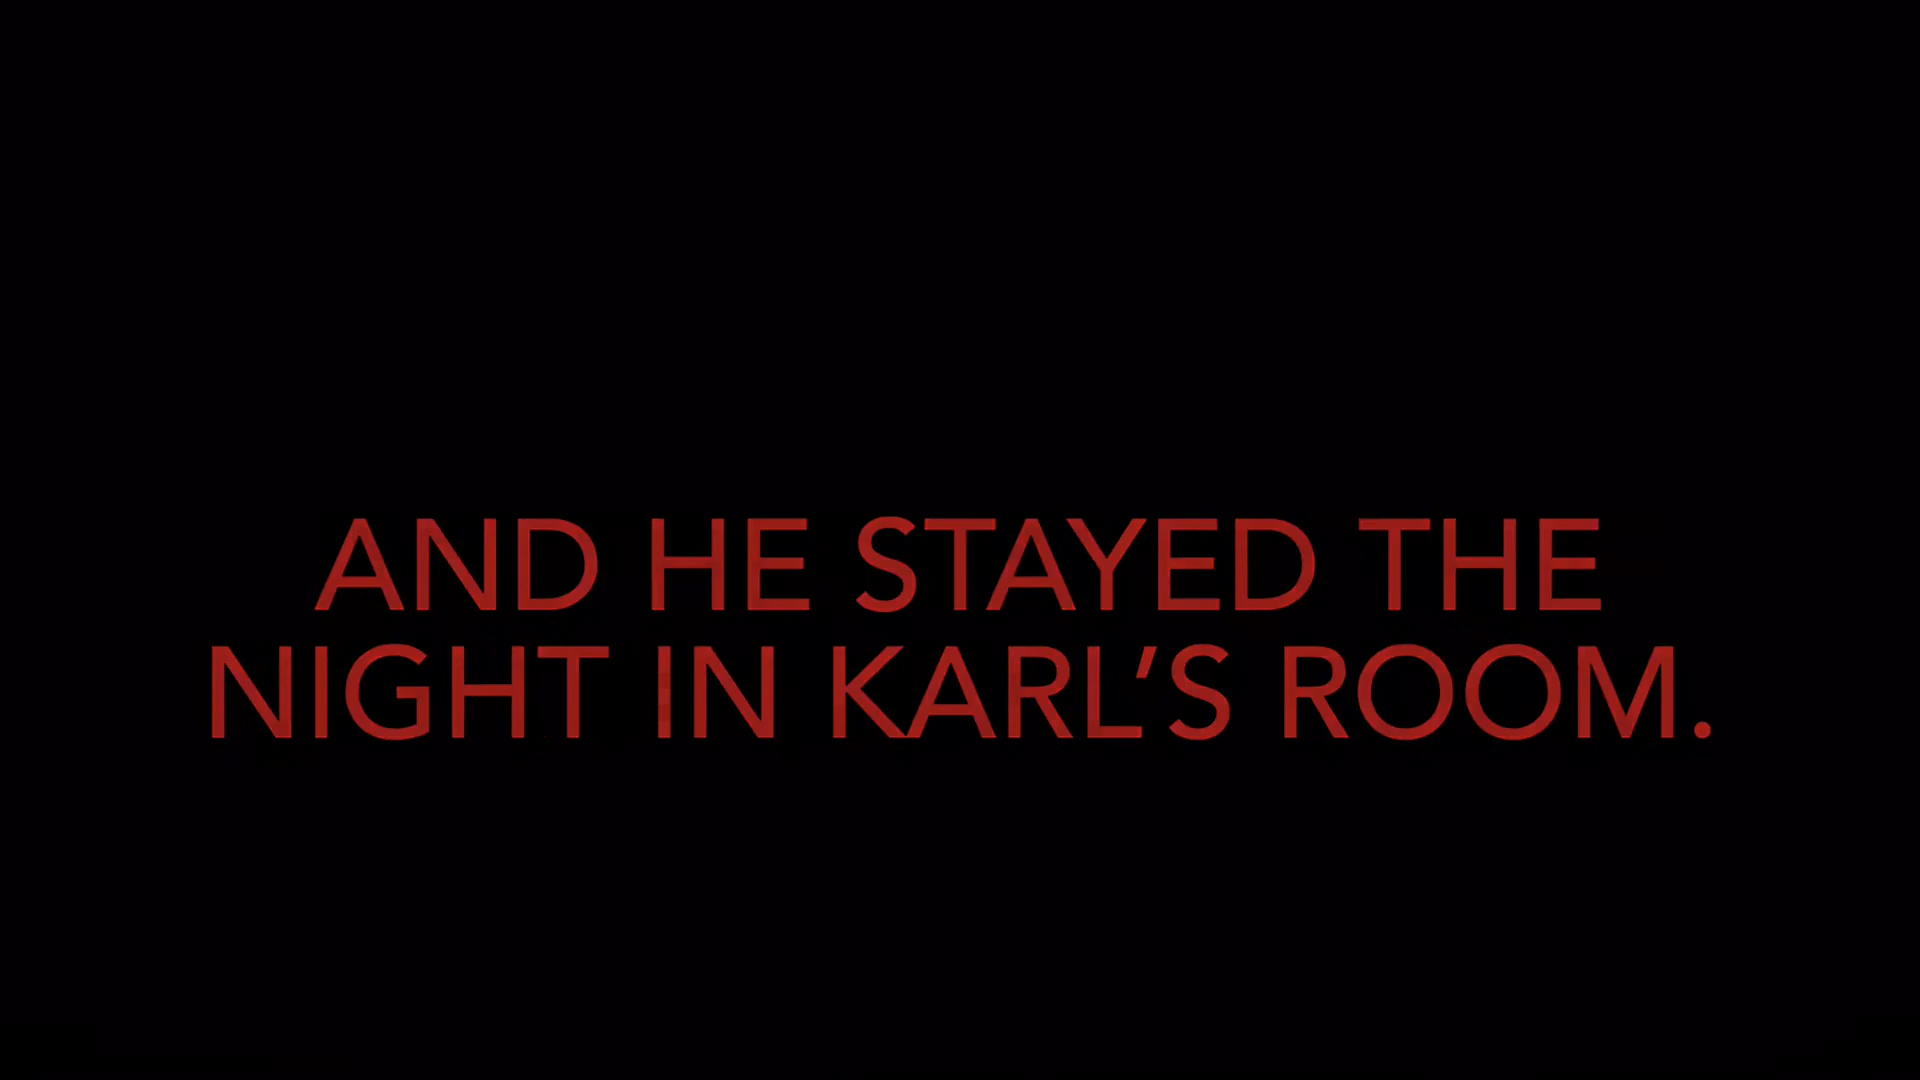 AND HE STAYED THE
NIGHT IN KARL’S ROOM.